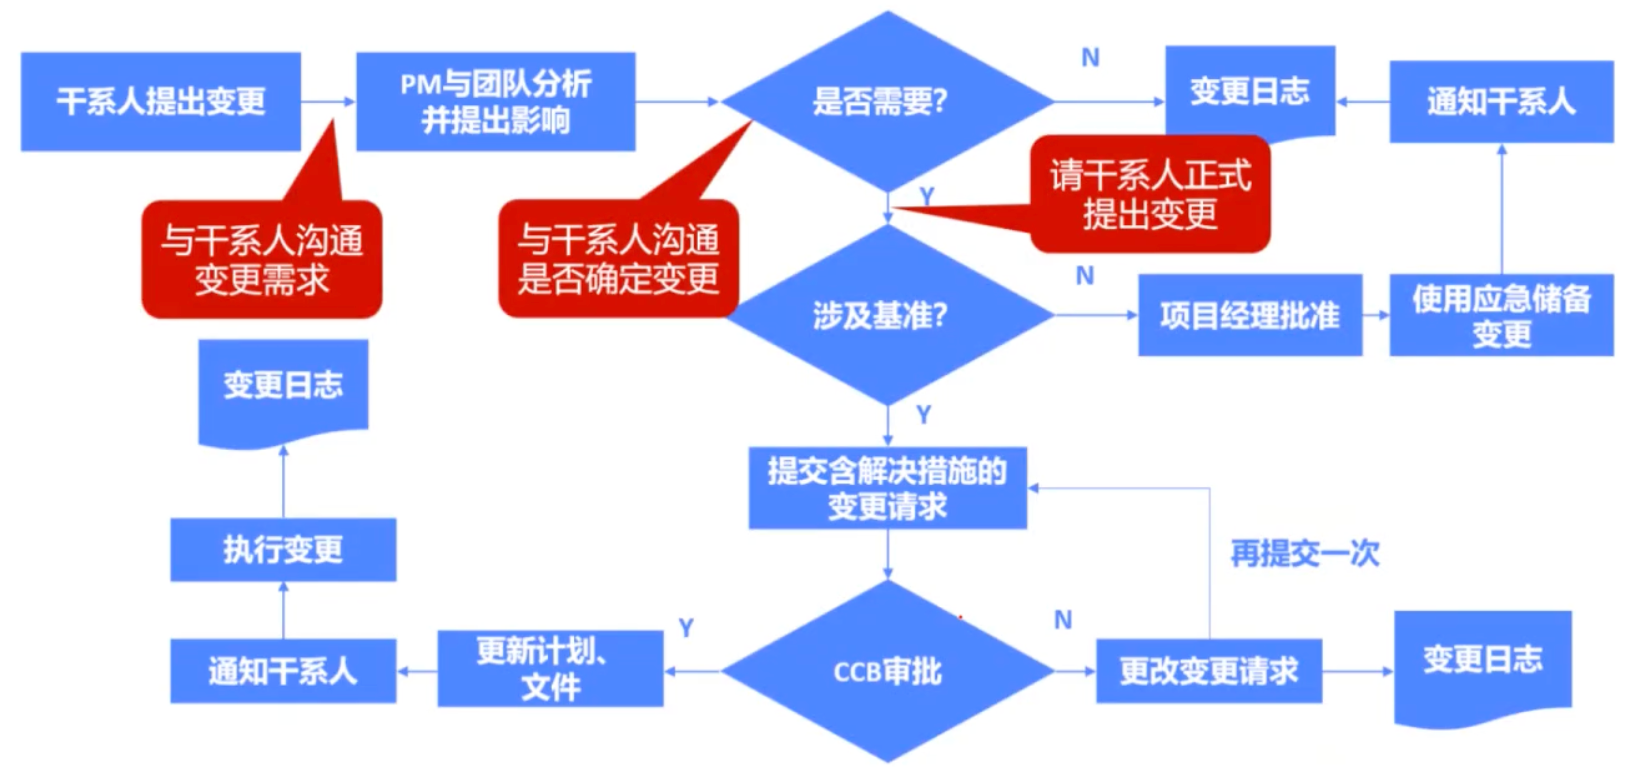 干系人提出变更
PM与团队分析
并提出影响
是否需要？
N
变更日志
通知干系人
与干系人沟通
变更需求
与干系人沟通
是否确定变更
Y
请干系人正式
提出变更
涉及基准？
N
项目经理批准
使用应急储备
变更
变更日志
Y
提交含解决措施的
变更请求
执行变更
再提交一次
通知干系人
更新计划、
文件
Y
CCB审批
N
更改变更请求
变更日志